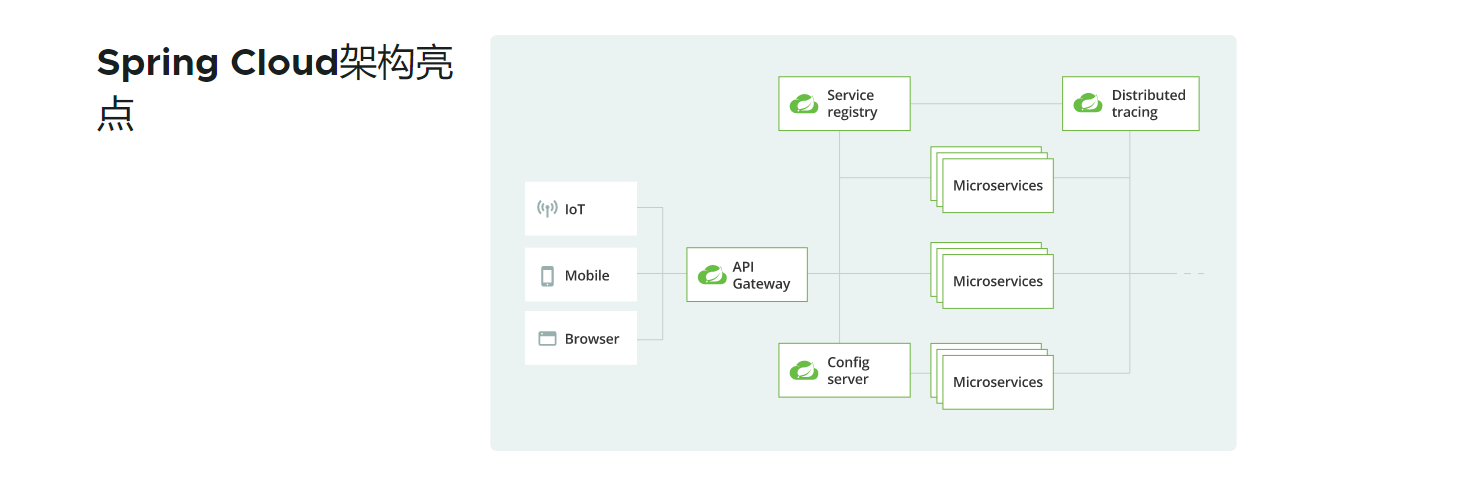 Spring Cloud架构亮
点
Service
registry
Distributed
tracing
Microservices
IoT
Mobile
API
Gateway
Microservices
Browser
Config
server
Microservices